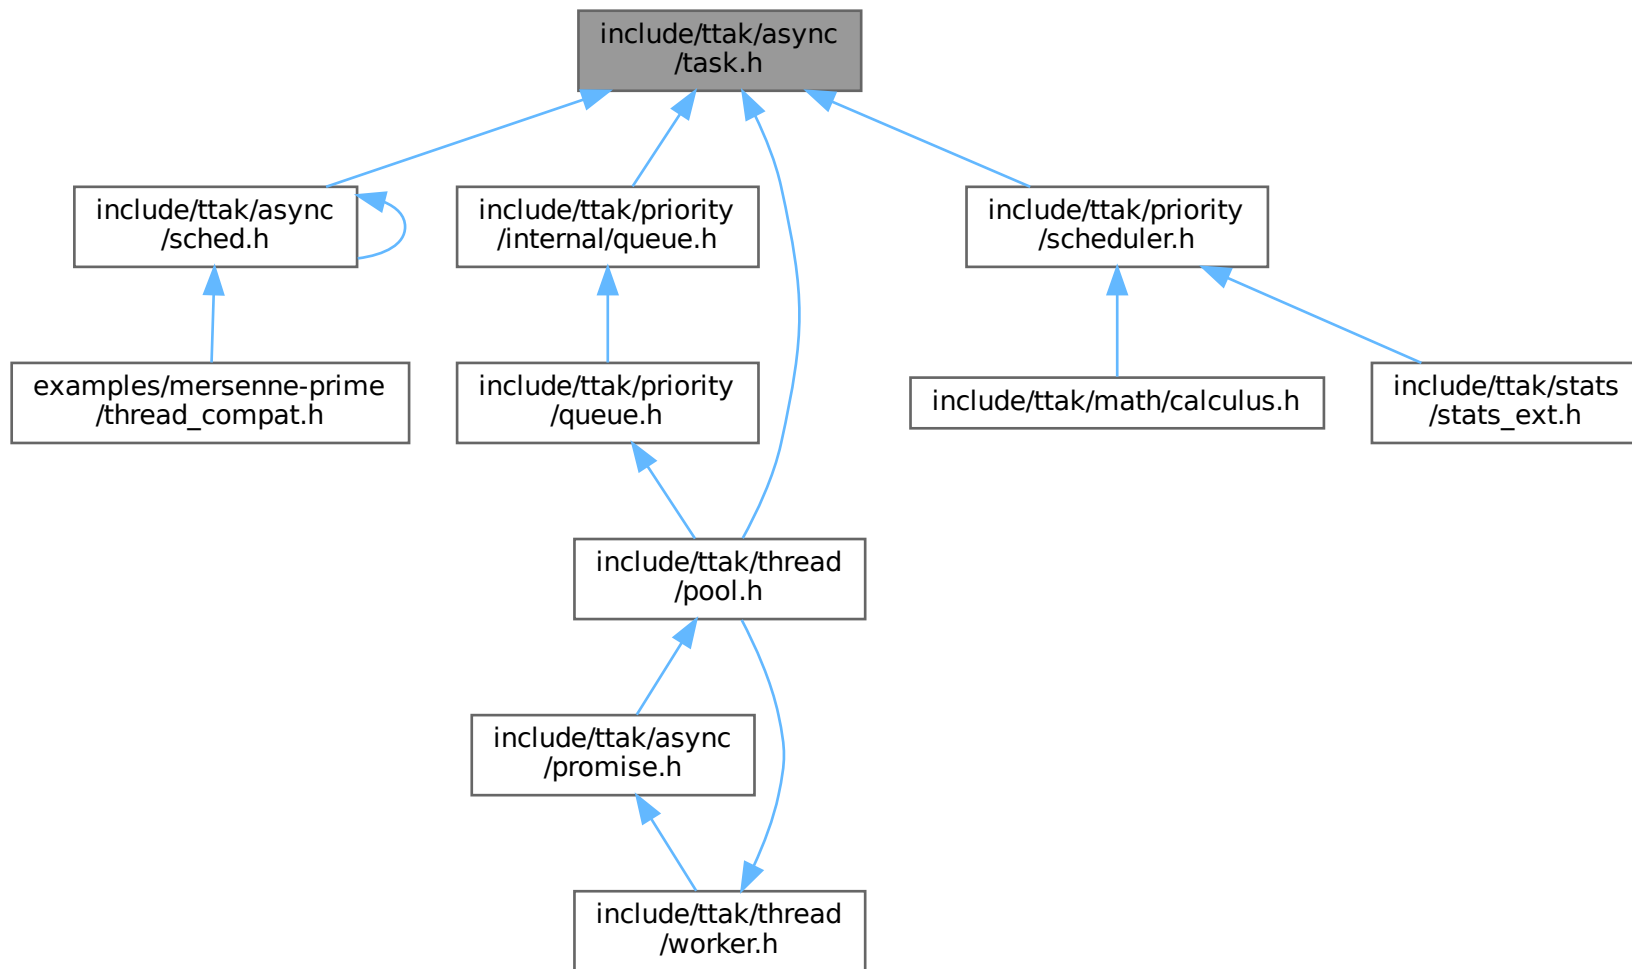 include/ttak/async
/task.h
include/ttak/async
/sched.h
include/ttak/priority
/internal/queue.h
include/ttak/priority
/scheduler.h
examples/mersenne-prime
/thread_compat.h
include/ttak/priority
/queue.h
include/ttak/math/calculus.h
include/ttak/stats
/stats_ext.h
include/ttak/thread
/pool.h
include/ttak/async
/promise.h
include/ttak/thread
/worker.h